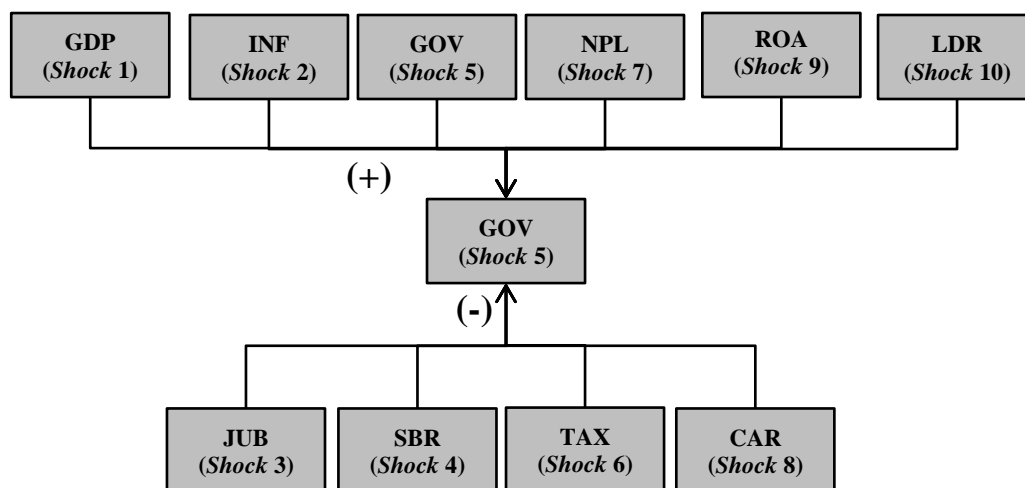 GDP
(Shock 1)
INF
(Shock 2)
GOV
(Shock 5)
NPL
(Shock 7)
ROA
(Shock 9)
LDR
(Shock 10)
(+)
GOV
(Shock 5)
(-)
JUB
(Shock 3)
SBR
(Shock 4)
TAX
(Shock 6)
CAR
(Shock 8)